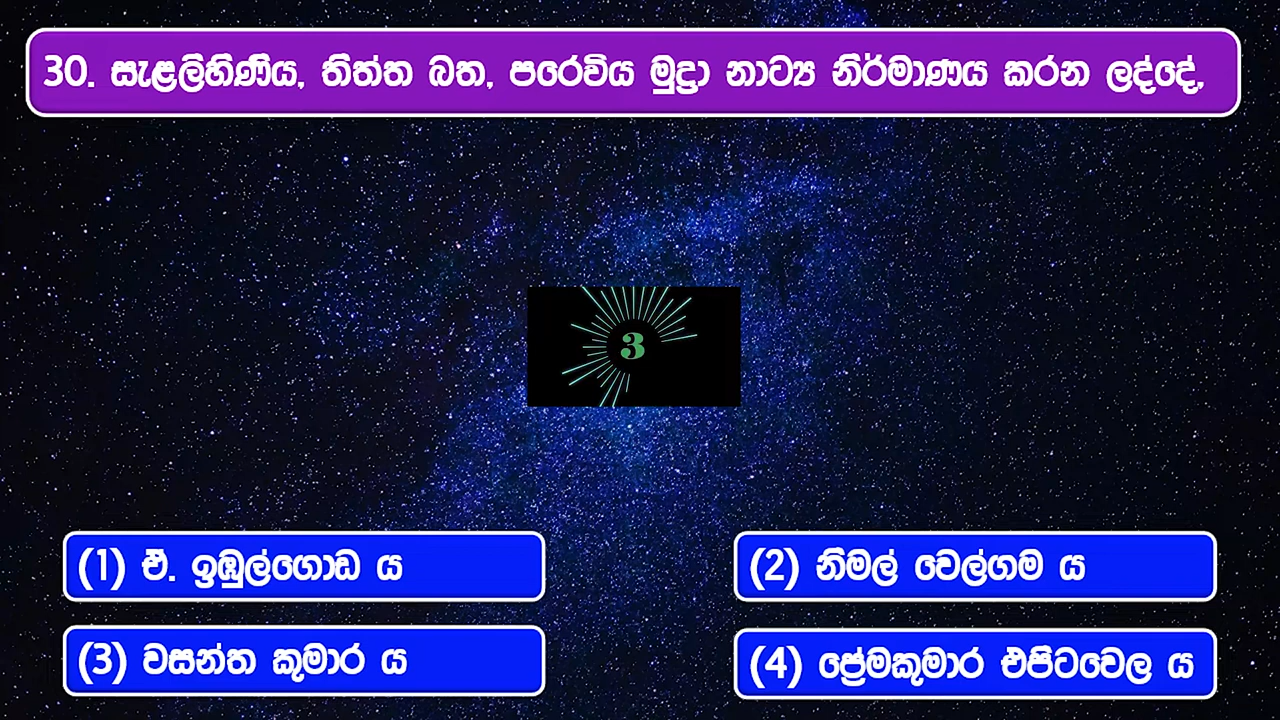 30. සැළලිහිණිය, තිත්ත බත, පරෙවිය මුද්‍රා නාට්‍ය නිර්මාණය කරන ලද්දේ,
3
(1) ඒ. ඉඹුල්ගොඩ ය
(2) නිමල් වෙල්ගම ය
(3) වසන්ත කුමාර ය
(4) ප්‍රේමකුමාර එපිටවෙල ය